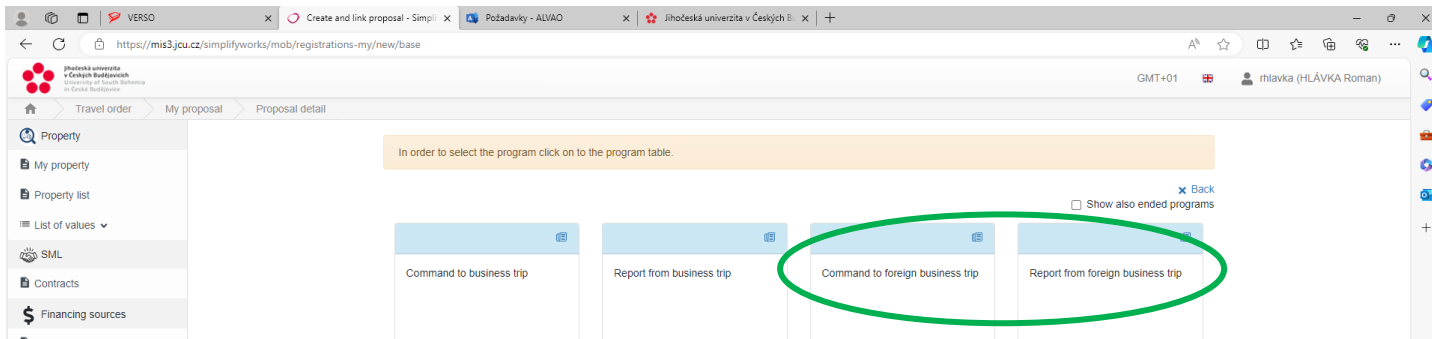 VERSO
Create and link proposal - Simpli
Požadavky - ALVAO
Jihočeská univerzita v Českých B
https://mis3.jcu.cz/simplifyworks/mob/registrations-my/new/base
Jihočeská univerzita
v Českých Budějovicích
University of South Bohemia
in České Budějovice
GMT+01
rhlavka (HLÁVKA Roman)
Travel order
My proposal
Proposal detail
Property
My property
Property list
List of values
SML
Contracts
Financing sources
In order to select the program click on to the program table.
Back
Show also ended programs
Command to business trip
Report from business trip
Command to foreign business trip
Report from foreign business trip